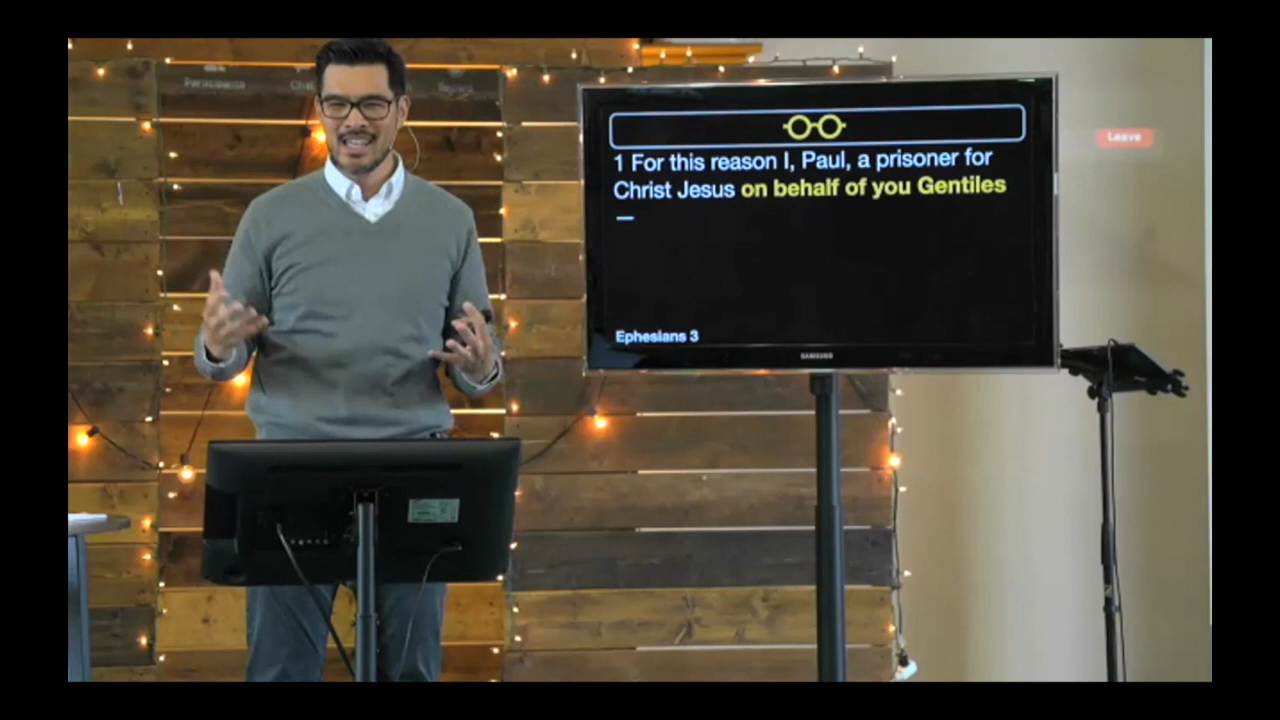 Leave
1 For this reason I, Paul, a prisoner for
Christ Jesus on behalf of you Gentiles
—
Ephesians 3
SAMSUNG